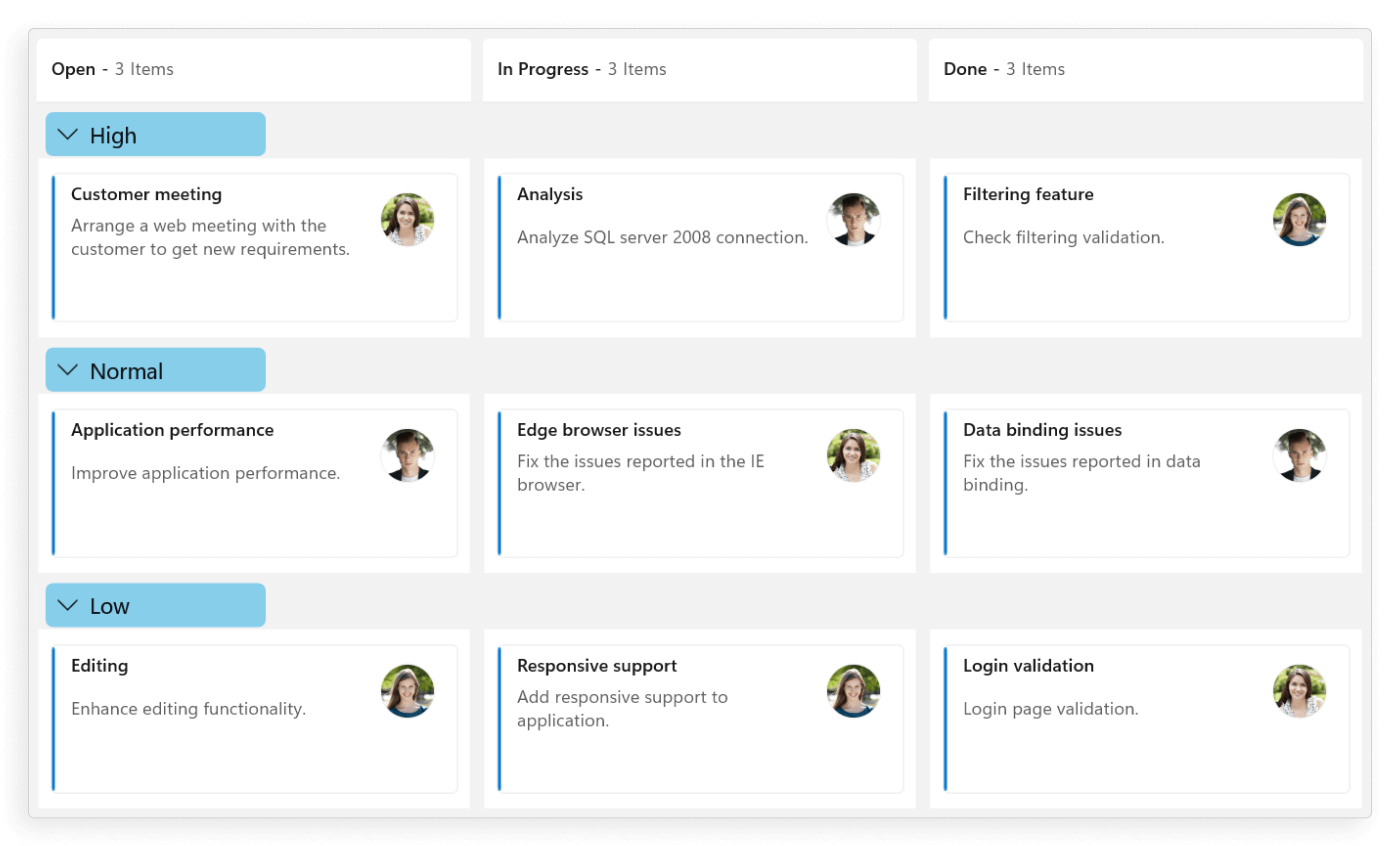 Open - 3 Items
In Progress - 3 Items
Done - 3 Items
High
Customer meeting
Arrange a web meeting with the
customer to get new requirements.
Analysis
Analyze SQL server 2008 connection.
Filtering feature
Check filtering validation.
Normal
Application performance
Improve application performance.
Edge browser issues
Fix the issues reported in the IE
browser.
Data binding issues
Fix the issues reported in data
binding.
Low
Editing
Enhance editing functionality.
Responsive support
Add responsive support to
application.
Login validation
Login page validation.